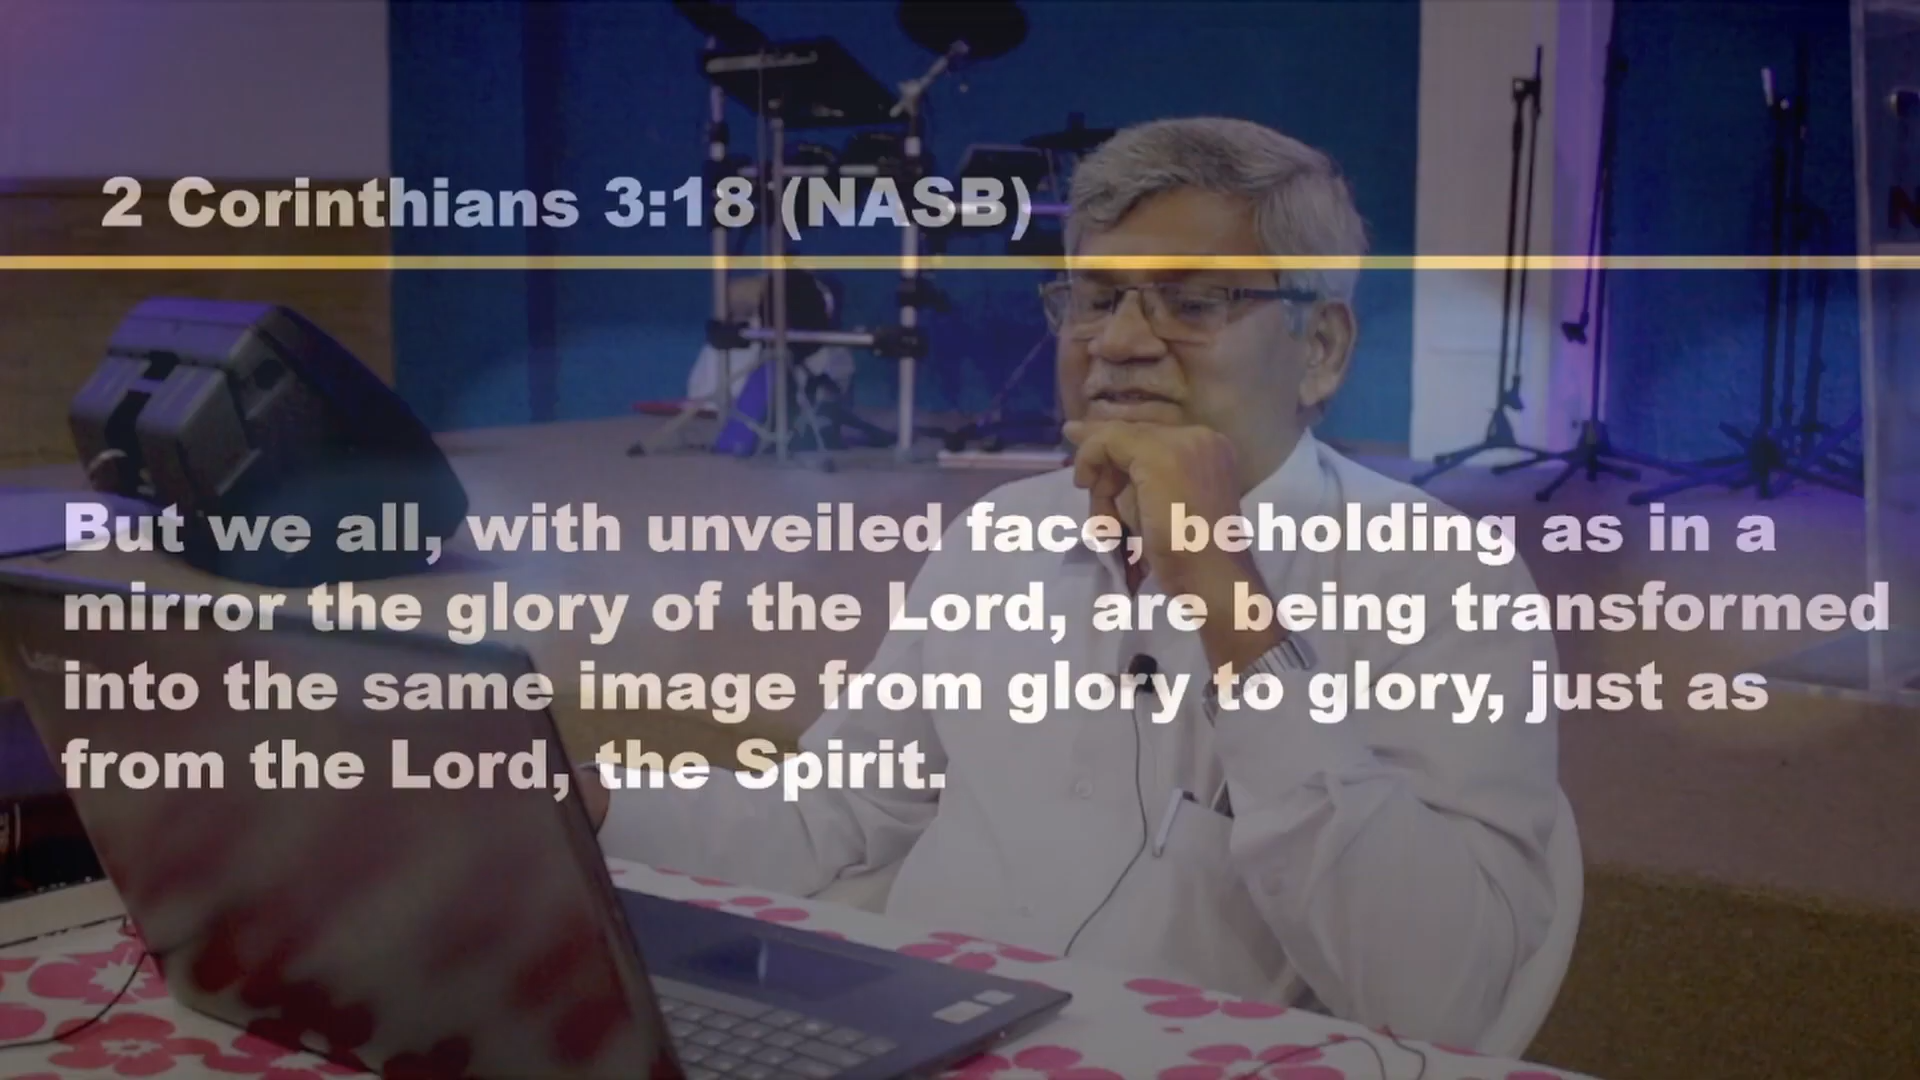 2 Corinthians 3:18 (NASB)
But we all, with unveiled face, beholding as in a
mirror the glory of the Lord, are being transformed
into the same image from glory to glory, just as
from the Lord, the Spirit.